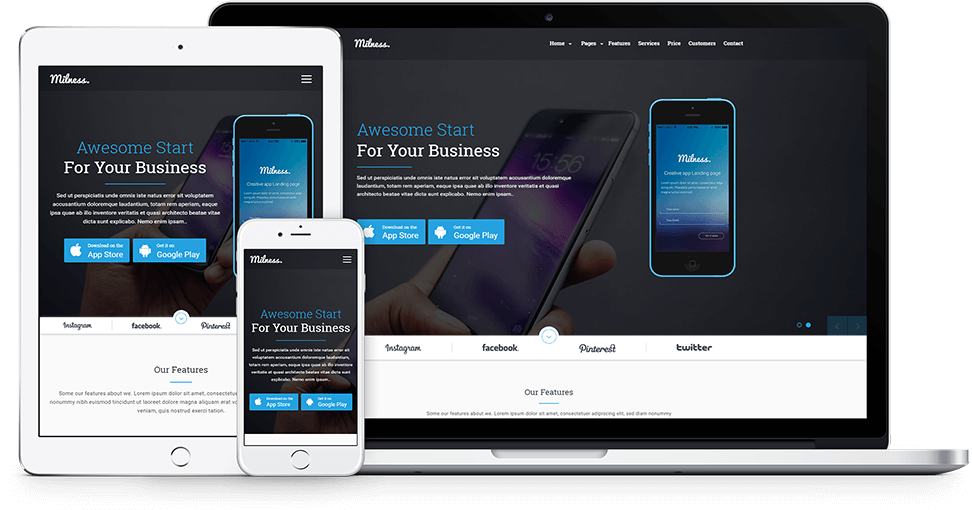 Milness.
Awesome Start
For Your Business
Sed ut perspiciatis unde omnis iste natus error sit voluptatem
accusantium doloremque laudantium, totam rem aperiam, eaque
ipsa quae ab illo inventore veritatis et quasi architecto beatae vitae
dicta sunt explicabo. Nemo enim ipsam..
Download on the
App Store
Get it on
Google Play
Instagram
facebook.
Pinterest
Our Features
Some our features about we. Lorem ipsum dolor sit amet, consectetuer
nonummy nibh euismod tincidunt ut laoreet dolore magna aliquam erat
veniam, quis nostrud exerci tation.
Milness.
Home
Pages
Features
Services
Price
Customers
Contact
Awesome Start
For Your Business
Sed ut perspiciatis unde omnis iste natus error sit voluptatem accusantium doloremque
laudantium, totam rem aperiam, eaque ipsa quae ab illo inventore veritatis et quasi
architecto beatae vitae dicta sunt explicabo. Nemo enim ipsam..
App Store
Get it on
Google Play
15:56
Milness.
Creative app Landing page
Instagram
facebook.
Pinterest
twitter
Our Features
Some our features about we. Lorem ipsum dolor sit amet, consectetuer adipiscing elit, sed diam nonummy
Milness.
Awesome Start
For Your Business
Sed ut perspiciatis unde omnis iste natus error sit
voluptatem accusantium doloremque laudantium,
totam rem aperiam, eaque ipsa quae ab illo
inventore veritatis et quasi architecto beatae vitae
dicta sunt explicabo. Nemo enim ipsam..
Download on the
App Store
Get it on
Google Play